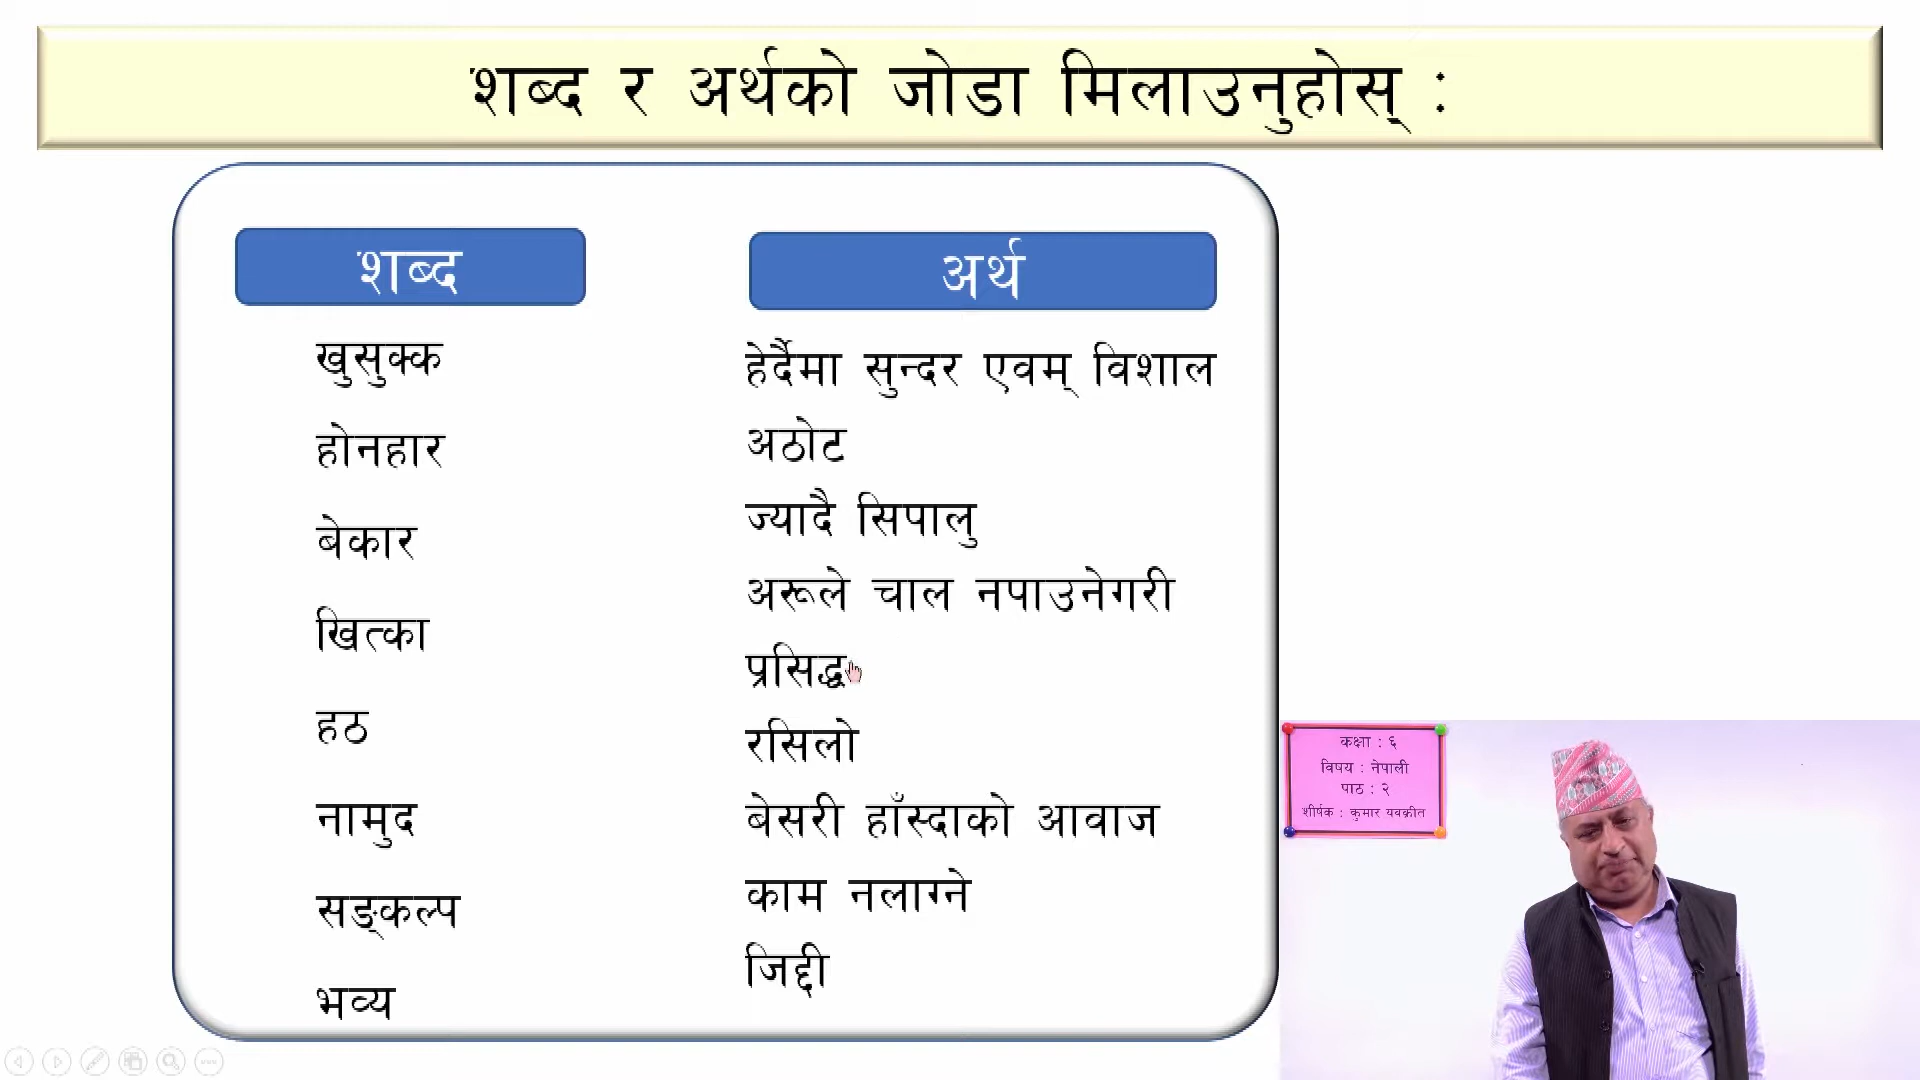 शब्द र अर्थको जोडा मिलाउनुहोस् :
शब्द
खुसुक्क
होनहार
बेकार
खित्का
हठ
नामुद
सङ्कल्प
भव्य
अर्थ
हेर्दैमा सुन्दर एवम् विशाल
अठोट
ज्यादै सिपालु
अरूले चाल नपाउनेगरी
प्रसिद्ध
रसिलो
बेसरी हाँस्दाको आवाज
काम नलाग्ने
जिद्दी
कक्षा : ६
विषय : नेपाली
पाठ : २
शीर्षक : कुमार यवक्रीत